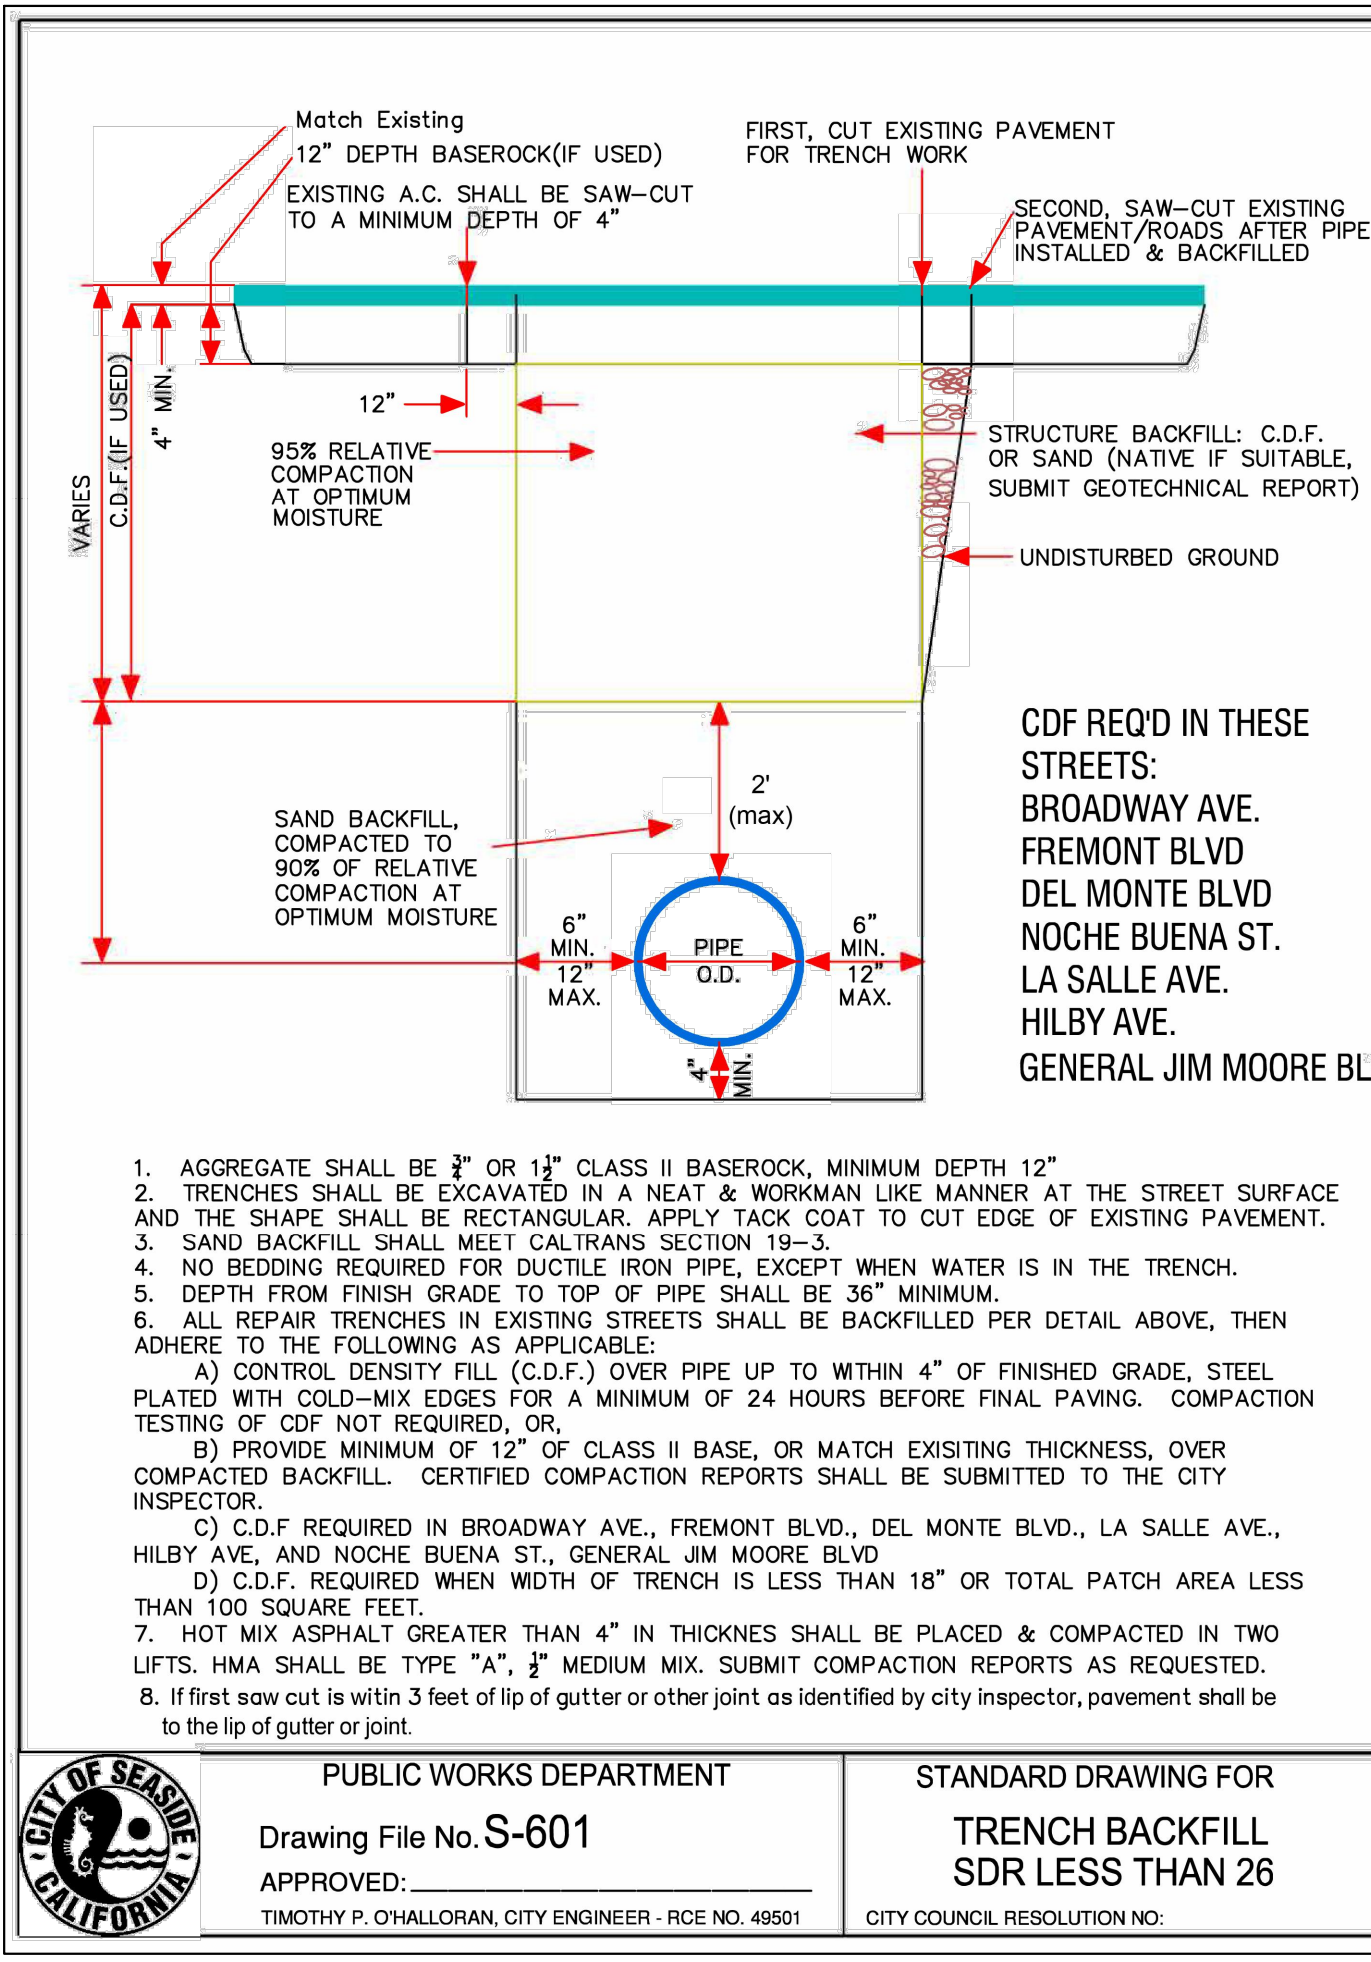 Match Existing
12” DEPTH BASEROCK(IF USED)
EXISTING A.C. SHALL BE SAW–CUT
TO A MINIMUM DEPTH OF 4”
FIRST, CUT EXISTING PAVEMENT
FOR TRENCH WORK
SECOND, SAW–CUT EXISTING
PAVEMENT/ROADS AFTER PIPE
INSTALLED & BACKFILLED
VARIES
C.D.F.(IF USED)
4” MIN.
12”
95% RELATIVE
COMPACTION
AT OPTIMUM
MOISTURE
STRUCTURE BACKFILL: C.D.F.
OR SAND (NATIVE IF SUITABLE,
SUBMIT GEOTECHNICAL REPORT)
UNDISTURBED GROUND
2'
(max)
SAND BACKFILL,
COMPACTED TO
90% OF RELATIVE
COMPACTION AT
OPTIMUM MOISTURE
6”
MIN.
12”
MAX.
PIPE
O.D.
6”
MIN.
12”
MAX.
4”
MIN.
CDF REQ'D IN THESE
STREETS:
BROADWAY AVE.
FREMONT BLVD
DEL MONTE BLVD
NOCHE BUENA ST.
LA SALLE AVE.
HILBY AVE.
GENERAL JIM MOORE BL
1. AGGREGATE SHALL BE ¾” OR 1½” CLASS II BASEROCK, MINIMUM DEPTH 12”
2. TRENCHES SHALL BE EXCAVATED IN A NEAT & WORKMAN LIKE MANNER AT THE STREET SURFACE
AND THE SHAPE SHALL BE RECTANGULAR. APPLY TACK COAT TO CUT EDGE OF EXISTING PAVEMENT.
3. SAND BACKFILL SHALL MEET CALTRANS SECTION 19–3.
4. NO BEDDING REQUIRED FOR DUCTILE IRON PIPE, EXCEPT WHEN WATER IS IN THE TRENCH.
5. DEPTH FROM FINISH GRADE TO TOP OF PIPE SHALL BE 36” MINIMUM.
6. ALL REPAIR TRENCHES IN EXISTING STREETS SHALL BE BACKFILLED PER DETAIL ABOVE, THEN
ADHERE TO THE FOLLOWING AS APPLICABLE:
A) CONTROL DENSITY FILL (C.D.F.) OVER PIPE UP TO WITHIN 4” OF FINISHED GRADE, STEEL
PLATED WITH COLD–MIX EDGES FOR A MINIMUM OF 24 HOURS BEFORE FINAL PAVING. COMPACTION
TESTING OF CDF NOT REQUIRED, OR,
B) PROVIDE MINIMUM OF 12” OF CLASS II BASE, OR MATCH EXISITING THICKNESS, OVER
COMPACTED BACKFILL. CERTIFIED COMPACTION REPORTS SHALL BE SUBMITTED TO THE CITY
INSPECTOR.
C) C.D.F REQUIRED IN BROADWAY AVE., FREMONT BLVD., DEL MONTE BLVD., LA SALLE AVE.,
HILBY AVE, AND NOCHE BUENA ST., GENERAL JIM MOORE BLVD
D) C.D.F. REQUIRED WHEN WIDTH OF TRENCH IS LESS THAN 18” OR TOTAL PATCH AREA LESS
THAN 100 SQUARE FEET.
7. HOT MIX ASPHALT GREATER THAN 4” IN THICKNES SHALL BE PLACED & COMPACTED IN TWO
LIFTS. HMA SHALL BE TYPE "A", ½” MEDIUM MIX. SUBMIT COMPACTION REPORTS AS REQUESTED.
8. If first saw cut is witin 3 feet of lip of gutter or other joint as identified by city inspector, pavement shall be
to the lip of gutter or joint.
CITY OF SEASIDE
CALIFORNIA
PUBLIC WORKS DEPARTMENT
Drawing File No. S-601
APPROVED:
TIMOTHY P. O'HALLORAN, CITY ENGINEER - RCE NO. 49501
STANDARD DRAWING FOR
TRENCH BACKFILL
SDR LESS THAN 26
CITY COUNCIL RESOLUTION NO: